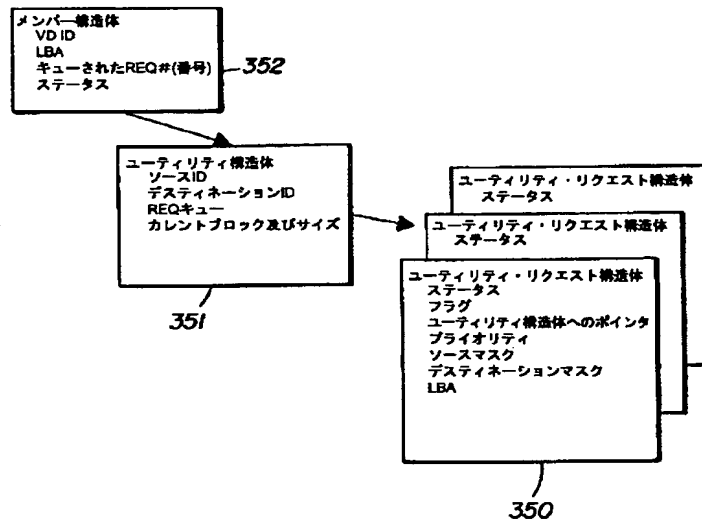 メンバー構造体
VD ID
LBA
キューされたREQ#(番号)
ステータス
352
ユーティリティ構造体
ソースID
デスティネーションID
REQキュー
カレントブロック及びサイズ
351
ユーティリティ・リクエスト構造体
ステータス
ユーティリティ・リクエスト構造体
ステータス
ユーティリティ・リクエスト構造体
ステータス
フラグ
ユーティリティ構造体へのポインタ
プライオリティ
ソースマスク
デスティネーションマスク
LBA
350